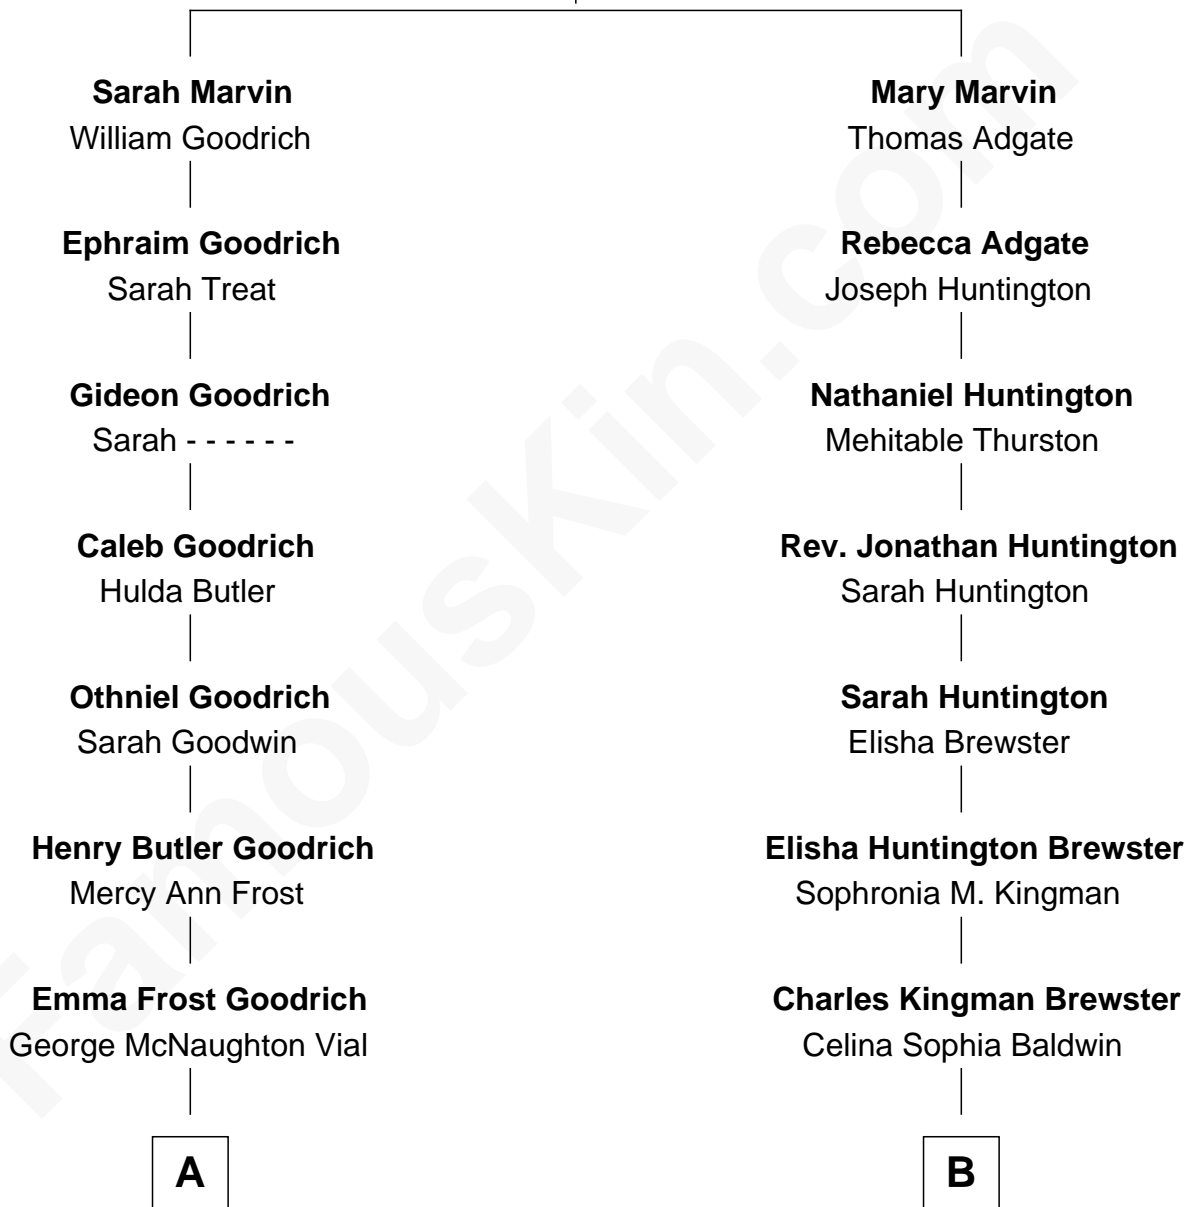 Sarah Marvin
William Goodrich
Mary Marvin
Thomas Adgate
Ephraim Goodrich
Sarah Treat
Rebecca Adgate
Joseph Huntington
Gideon Goodrich
Sarah - - - - - -
Nathaniel Huntington
Mehitable Thurston
Caleb Goodrich
Hulda Butler
Rev. Jonathan Huntington
Sarah Huntington
Othniel Goodrich
Sarah Goodwin
Sarah Huntington
Elisha Brewster
Henry Butler Goodrich
Mercy Ann Frost
Elisha Huntington Brewster
Sophronia M. Kingman
Emma Frost Goodrich
George McNaughton Vial
Charles Kingman Brewster
Celina Sophia Baldwin
A
B
FamousKin.com